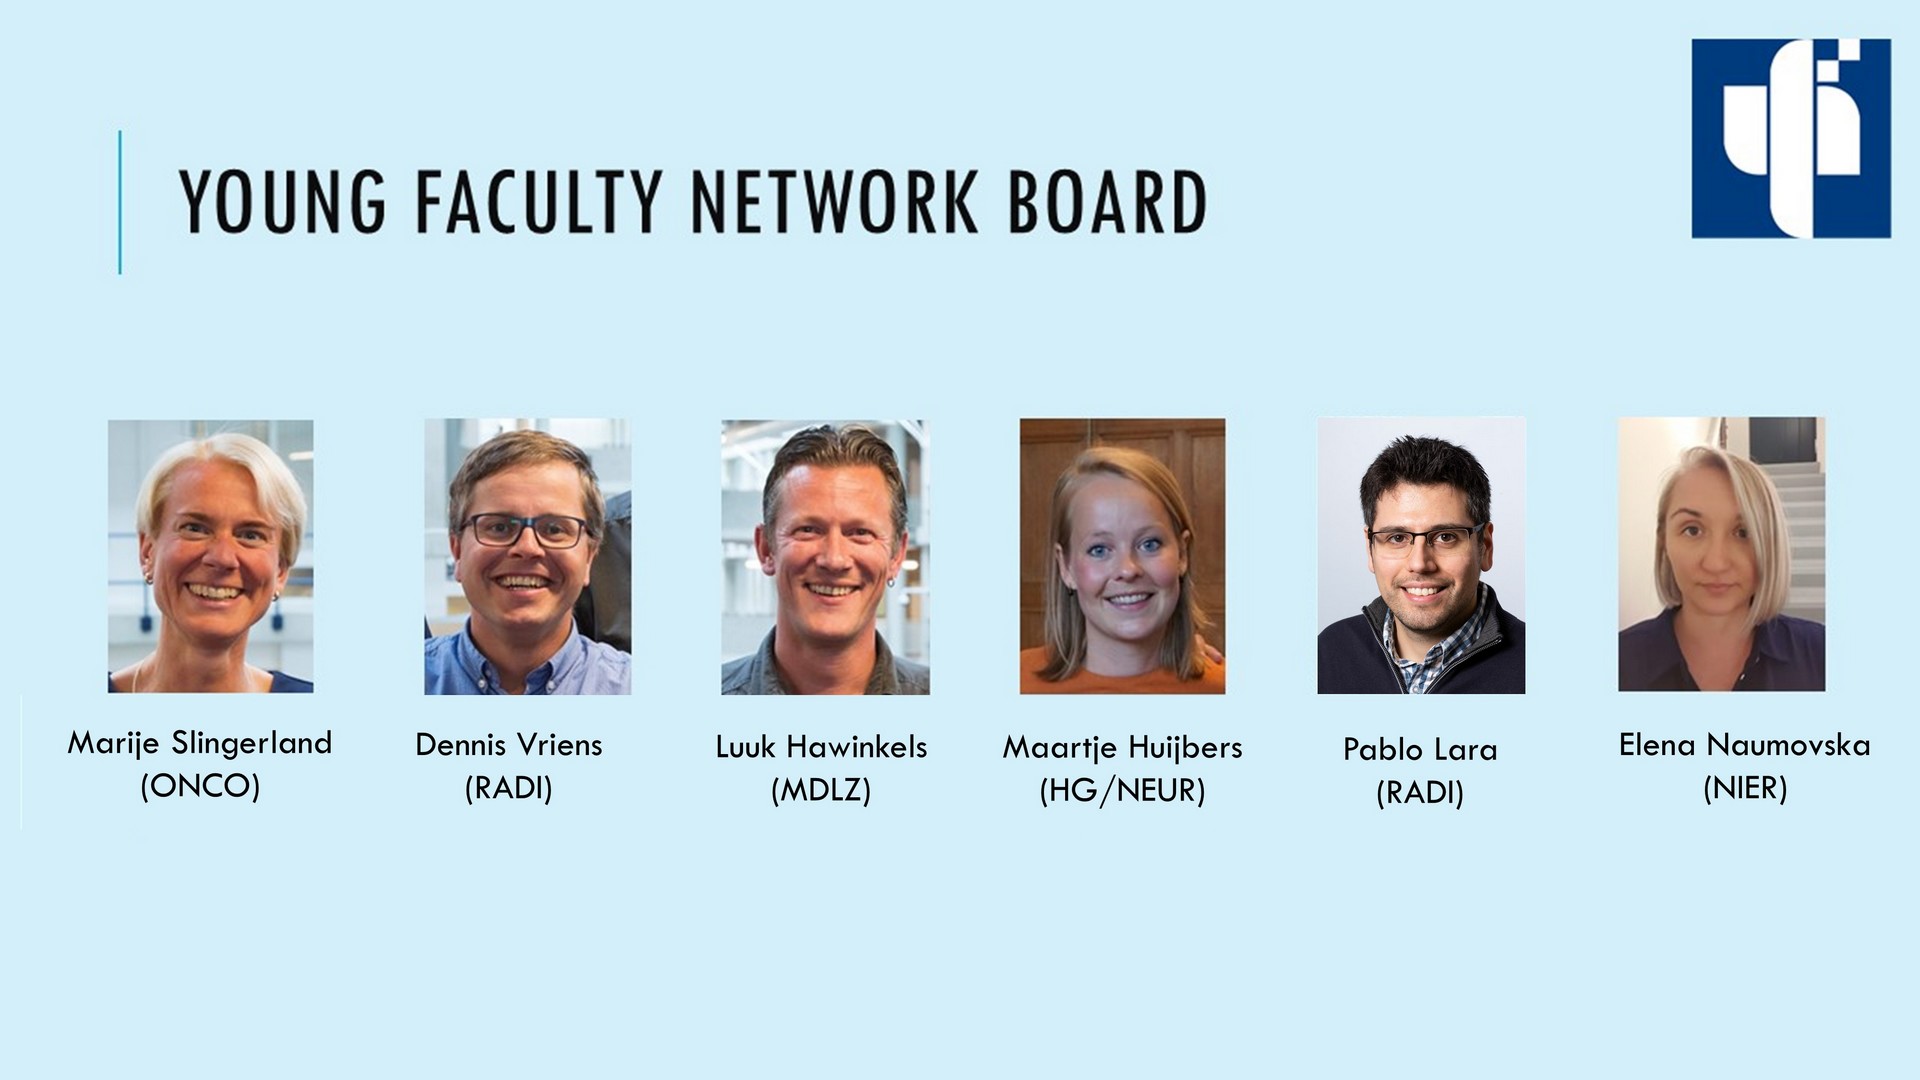 YOUNG FACULTY NETWORK BOARD
Marije Slingerland
(ONCO)
Dennis Vriens
(RADI)
Luuk Hawinkels
(MDLZ)
Maartje Huijbers
(HG/NEUR)
Pablo Lara
(RADI)
Elena Naumovska
(NIER)